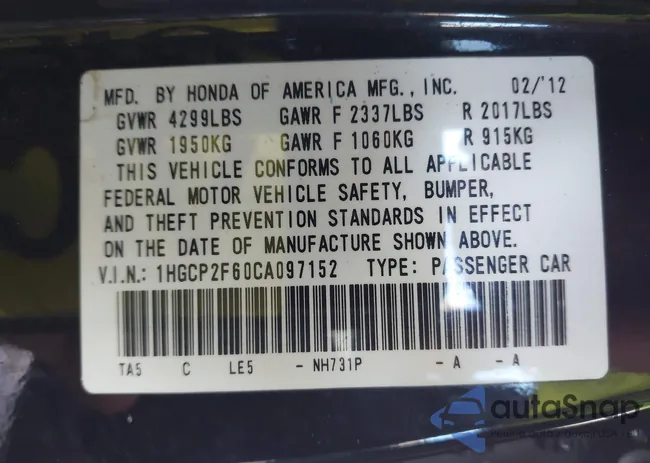 MFD. BY HONDA OF AMERICA MFG., INC. 02/'12
GVWR 4299LBS GAWR F 2337LBS R 2017LBS
GVWR 1950KG GAWR F 1060KG R 915KG
THIS VEHICLE CONFORMS TO ALL APPLICABLE
FEDERAL MOTOR VEHICLE SAFETY, BUMPER,
AND THEFT PREVENTION STANDARDS IN EFFECT
ON THE DATE OF MANUFACTURE SHOWN ABOVE.
V.I.N.: 1HGCP2F60CA097152 TYPE: PASSENGER CAR
TA5 C LE5 - NH731P - A - A
autaSnap